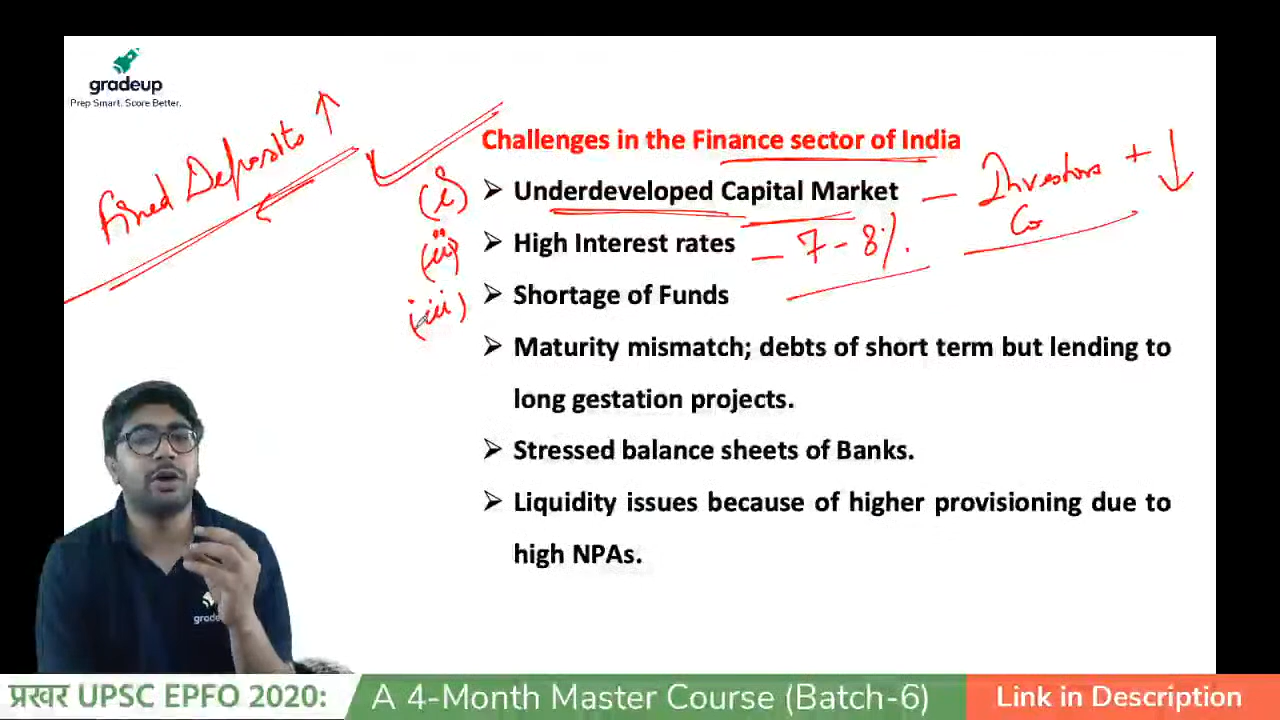 gradeup
Prep Smart. Score Better.
Fixed Deposits ↑
Challenges in the Finance sector of India
(i) ➢ Underdeveloped Capital Market — Investors + ↓
Co
(ii) ➢ High Interest rates — 7 - 8%.
(iii) ➢ Shortage of Funds
➢ Maturity mismatch; debts of short term but lending to
long gestation projects.
➢ Stressed balance sheets of Banks.
➢ Liquidity issues because of higher provisioning due to
high NPAs.
grade
प्रखर UPSC EPFO 2020: A 4-Month Master Course (Batch-6) Link in Description